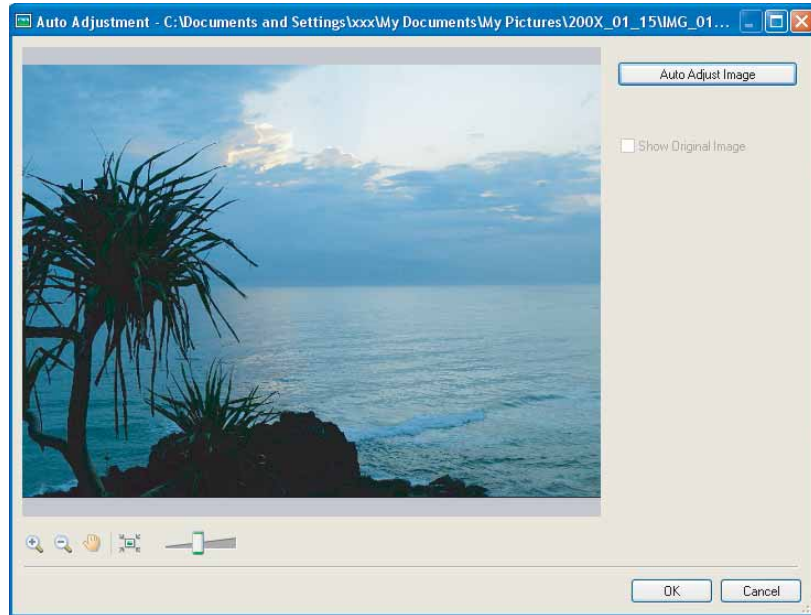 Auto Adjustment - C:\Documents and Settings\xxx\My Documents\My Pictures\200X_01_15\IMG_01...
Auto Adjust Image
Show Original Image
OK
Cancel